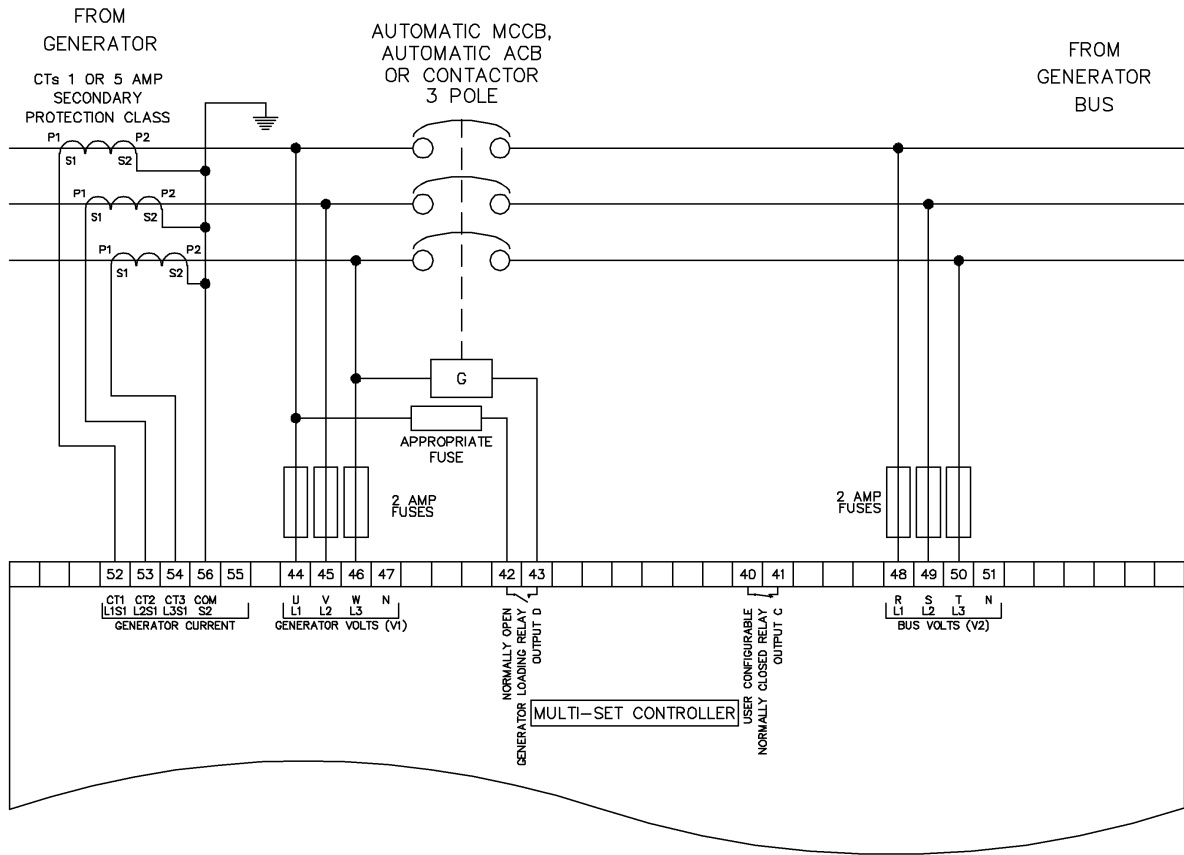 FROM
GENERATOR
CTs 1 OR 5 AMP
SECONDARY
PROTECTION CLASS
AUTOMATIC MCCB,
AUTOMATIC ACB
OR CONTACTOR
3 POLE
FROM
GENERATOR
BUS
P1 P2
S1 S2
P1 P2
S1 S2
P1 P2
S1 S2
G
APPROPRIATE
FUSE
2 AMP
FUSES
2 AMP
FUSES
52 53 54 56 55 44 45 46 47 42 43 40 41 48 49 50 51
CT1 CT2 CT3 COM
L1S1 L2S1 L3S1 S2
GENERATOR CURRENT
U V W N
L1 L2 L3
GENERATOR VOLTS (V1)
NORMALLY OPEN
GENERATOR LOADING RELAY
OUTPUT D
MULTI-SET CONTROLLER
USER CONFIGURABLE
NORMALLY CLOSED RELAY
OUTPUT C
R S T N
L1 L2 L3
BUS VOLTS (V2)